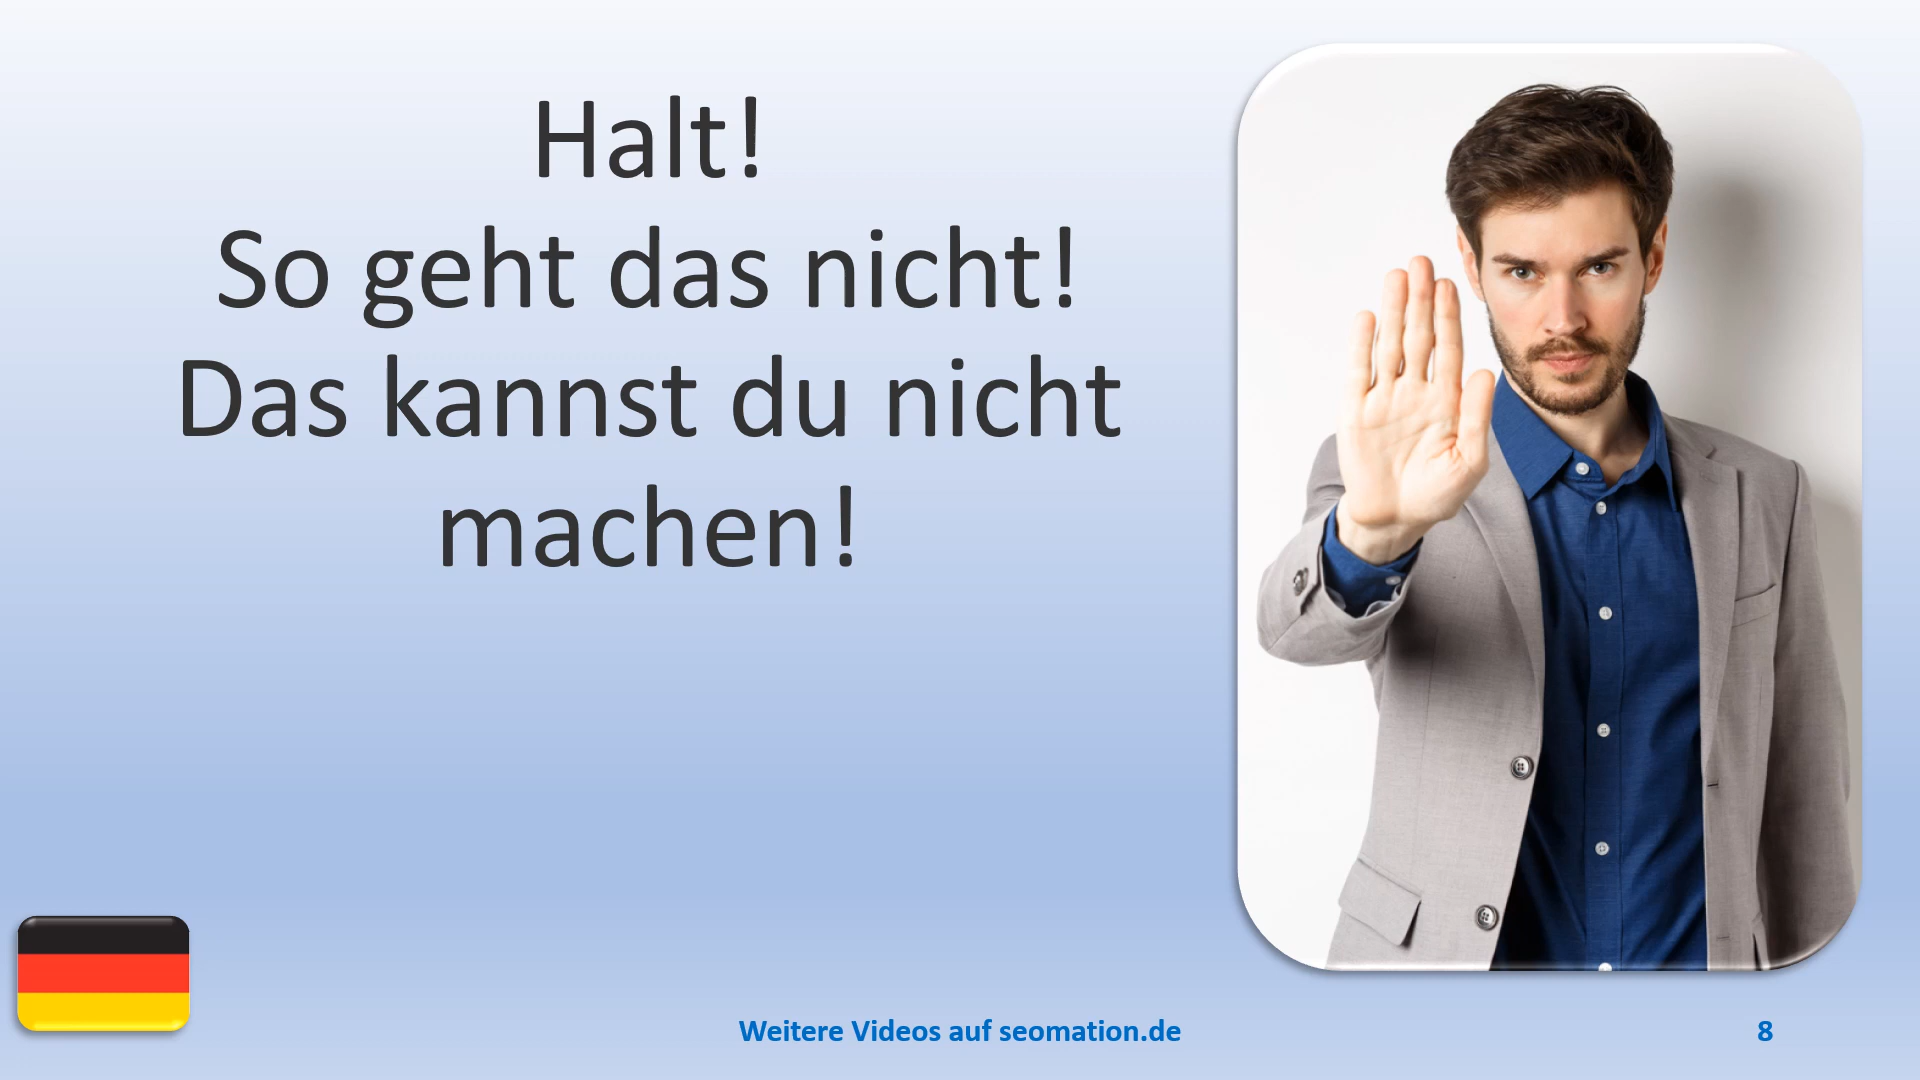 Halt!
So geht das nicht!
Das kannst du nicht
machen!
Weitere Videos auf seomation.de
8